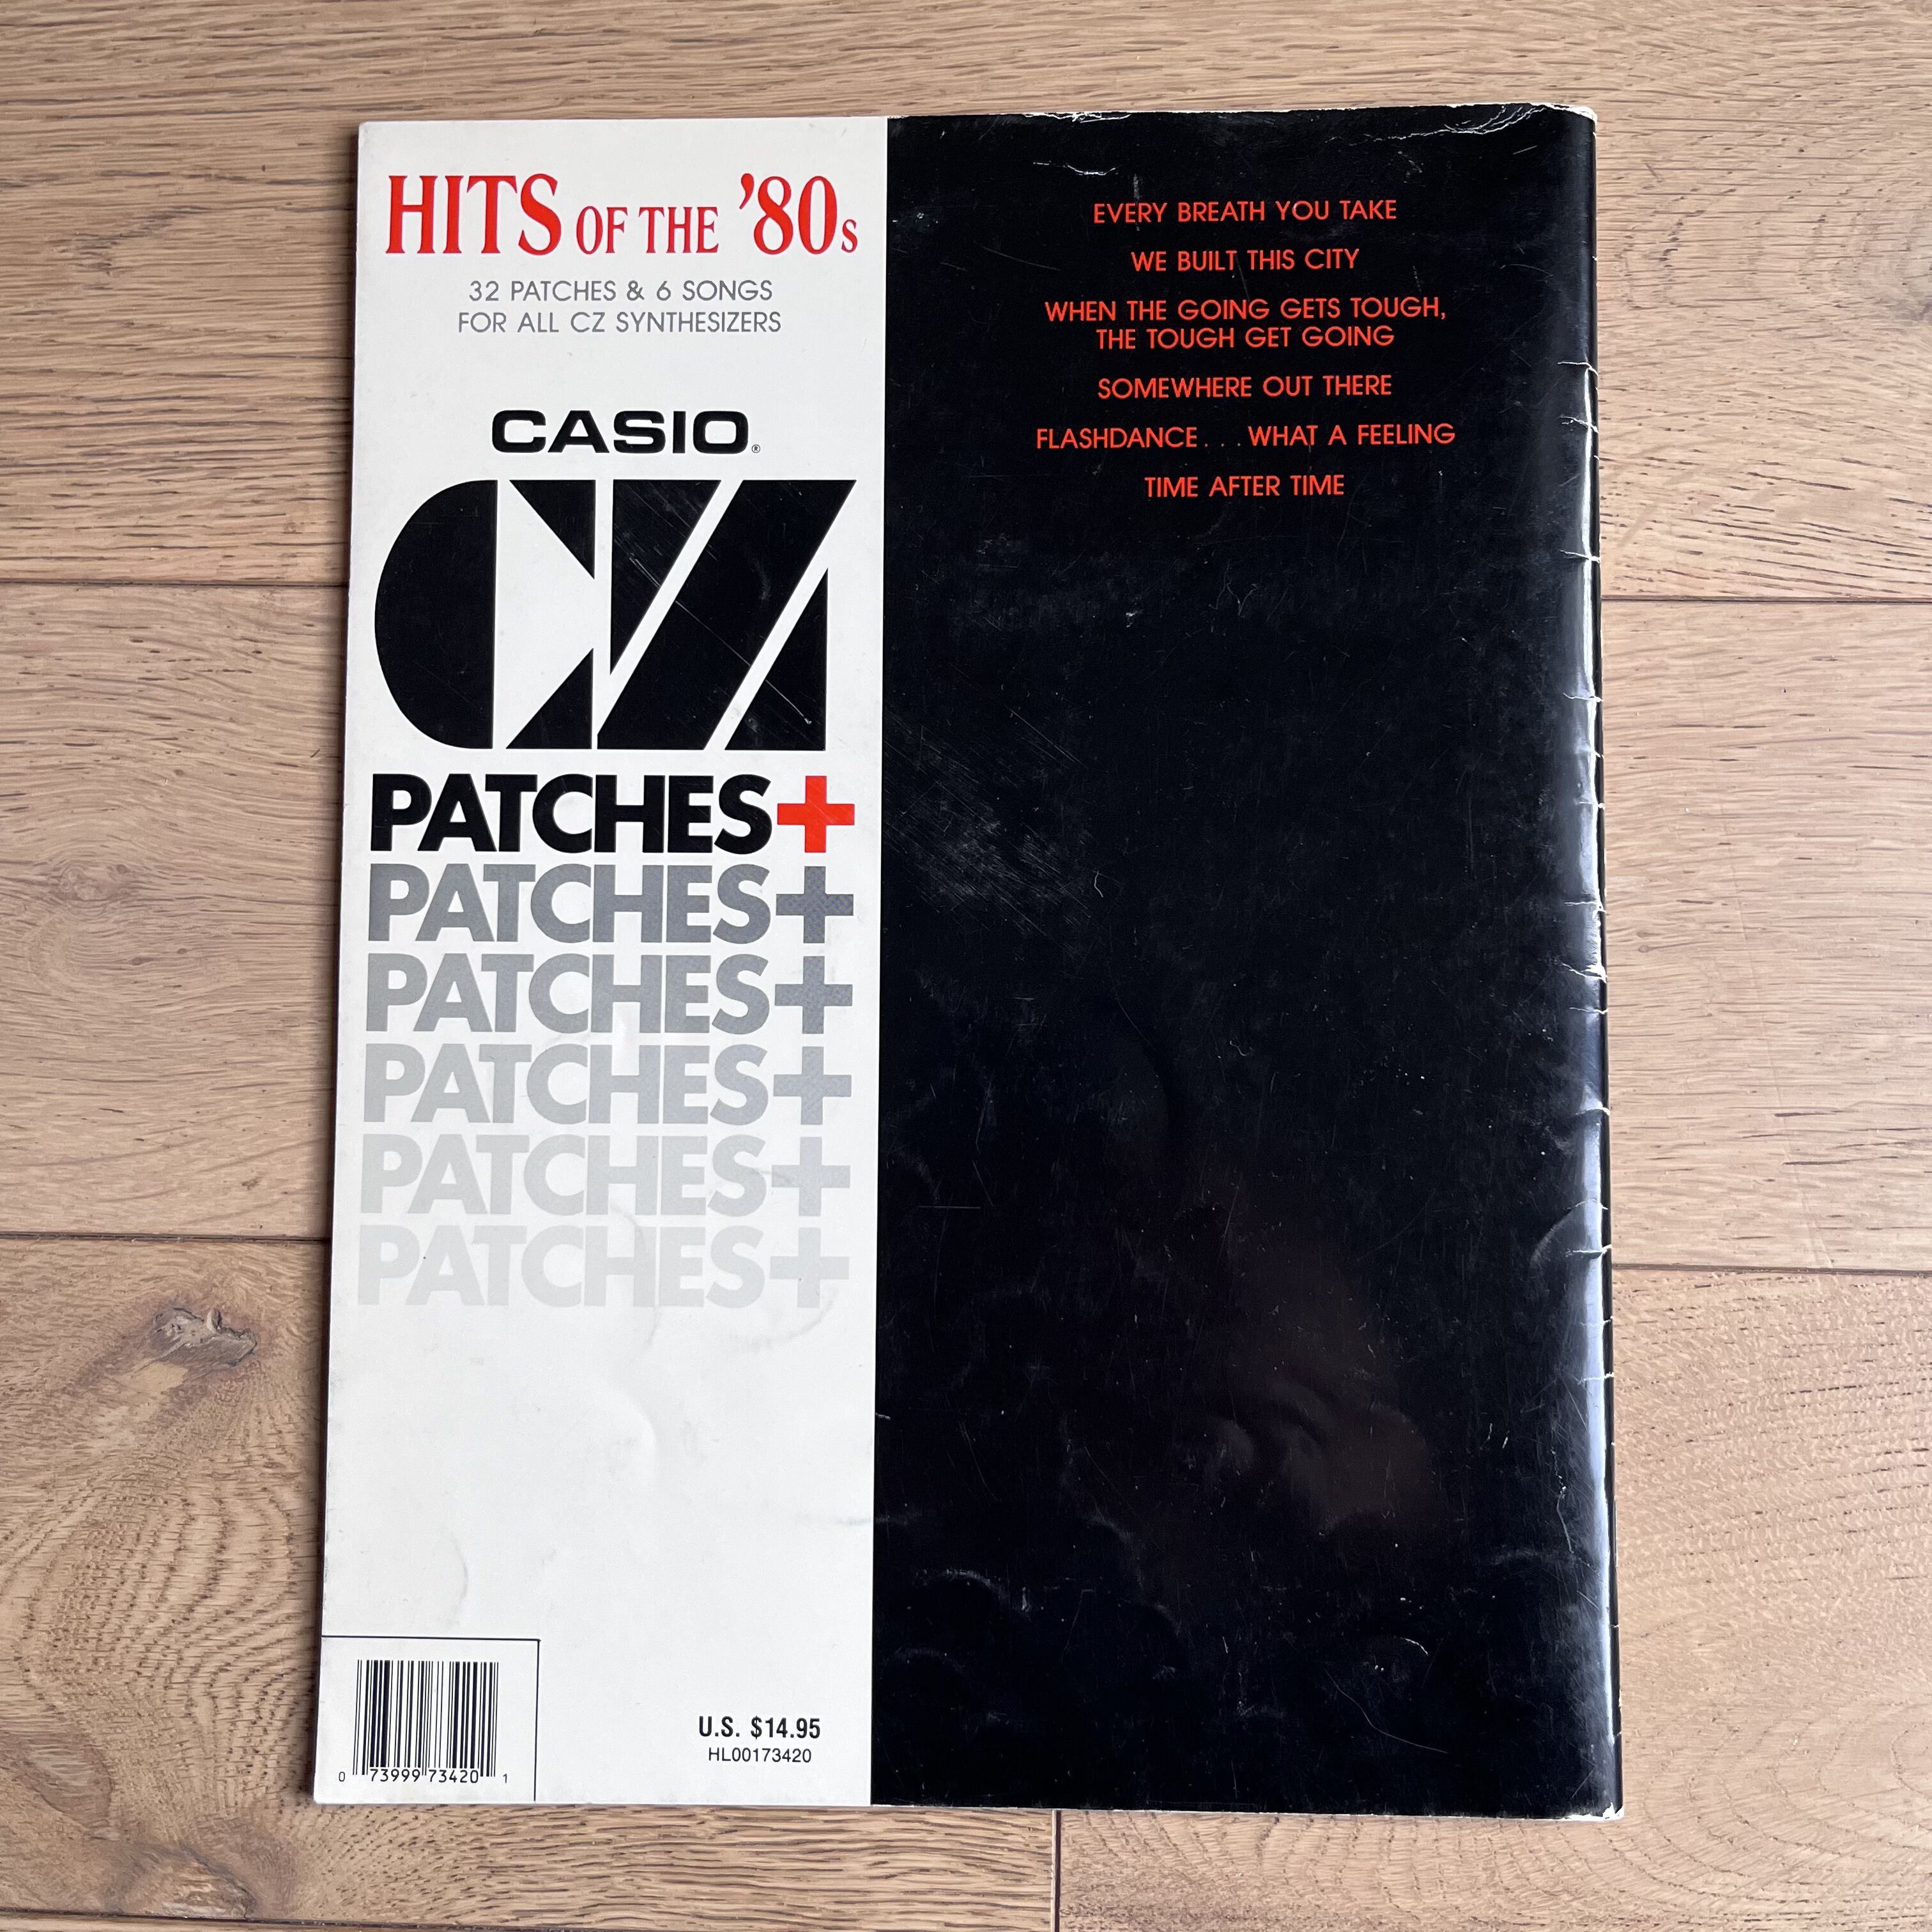 HITS OF THE '80s
32 PATCHES & 6 SONGS
FOR ALL CZ SYNTHESIZERS
CASIO®
CZ
PATCHES+
PATCHES+
PATCHES+
PATCHES+
PATCHES+
PATCHES+
0 73999 73420 1
U.S. $14.95
HL00173420
EVERY BREATH YOU TAKE
WE BUILT THIS CITY
WHEN THE GOING GETS TOUGH,
THE TOUGH GET GOING
SOMEWHERE OUT THERE
FLASHDANCE...WHAT A FEELING
TIME AFTER TIME